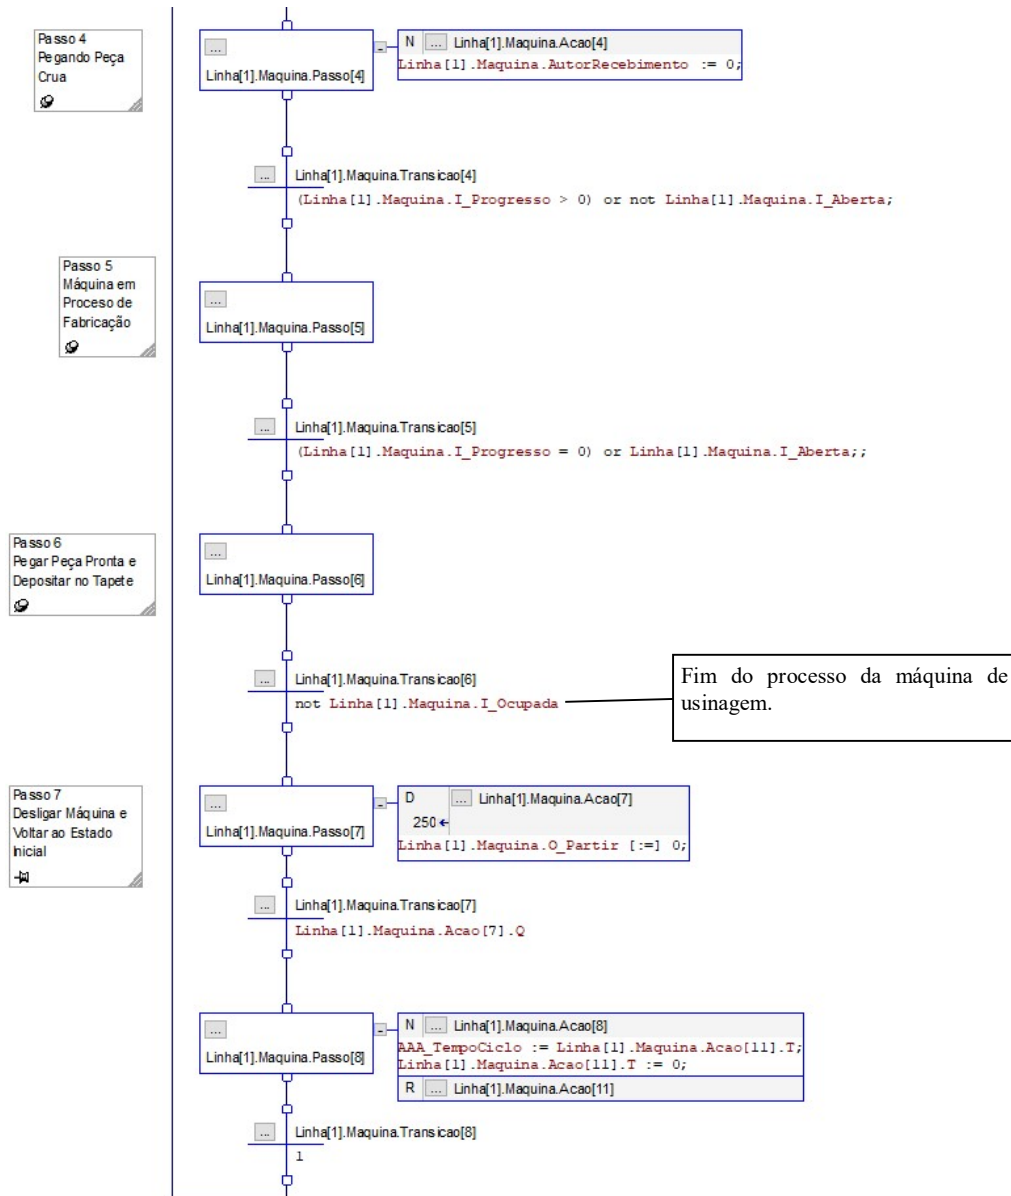 Passo 4
Pegando Peça
Crua
...
Linha[1].Maquina.Passo[4]
N ... Linha[1].Maquina.Acao[4]
Linha[1].Maquina.AutorRecebimento := 0;
... Linha[1].Maquina.Transicao[4]
(Linha[1].Maquina.I_Progresso > 0) or not Linha[1].Maquina.I_Aberta;
Passo 5
Máquina em
Proceso de
Fabricação
...
Linha[1].Maquina.Passo[5]
... Linha[1].Maquina.Transicao[5]
(Linha[1].Maquina.I_Progresso = 0) or Linha[1].Maquina.I_Aberta;;
Passo 6
Pegar Peça Pronta e
Depositar no Tapete
...
Linha[1].Maquina.Passo[6]
... Linha[1].Maquina.Transicao[6]
not Linha[1].Maquina.I_Ocupada
Fim do processo da máquina de
usinagem.
Passo 7
Desligar Máquina e
Voltar ao Estado
Inicial
...
Linha[1].Maquina.Passo[7]
D ... Linha[1].Maquina.Acao[7]
250
Linha[1].Maquina.O_Partir [:=] 0;
... Linha[1].Maquina.Transicao[7]
Linha[1].Maquina.Acao[7].Q
...
Linha[1].Maquina.Passo[8]
N ... Linha[1].Maquina.Acao[8]
AAA_TempoCiclo := Linha[1].Maquina.Acao[11].T;
Linha[1].Maquina.Acao[11].T := 0;
R ... Linha[1].Maquina.Acao[11]
... Linha[1].Maquina.Transicao[8]
1